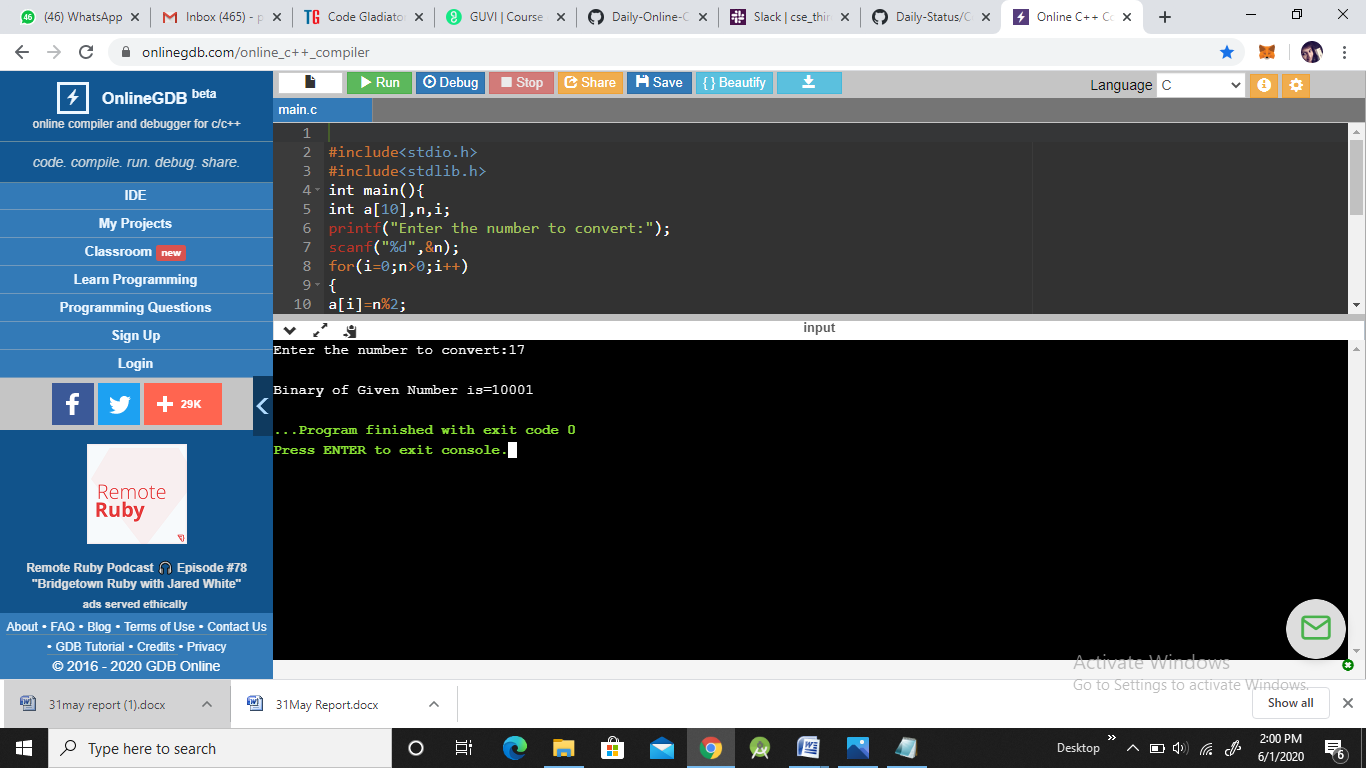 (46) WhatsApp
Inbox (465) - p
Code Gladiato
GUVI | Course
Daily-Online-C
Slack | cse_thir
Daily-Status/C
Online C++ Co
onlinegdb.com/online_c++_compiler
OnlineGDB beta
online compiler and debugger for c/c++
code. compile. run. debug. share.
IDE
My Projects
Classroom new
Learn Programming
Programming Questions
Sign Up
Login
f + 29K
Remote
Ruby
Remote Ruby Podcast 🎧 Episode #78
"Bridgetown Ruby with Jared White"
ads served ethically
About • FAQ • Blog • Terms of Use • Contact Us
• GDB Tutorial • Credits • Privacy
© 2016 - 2020 GDB Online
Run Debug Stop Share Save { } Beautify
Language C
main.c
1
2 #include<stdio.h>
3 #include<stdlib.h>
4 int main(){
5 int a[10],n,i;
6 printf("Enter the number to convert:");
7 scanf("%d",&n);
8 for(i=0;n>0;i++)
9 {
10 a[i]=n%2;
input
Enter the number to convert:17
Binary of Given Number is=10001
...Program finished with exit code 0
Press ENTER to exit console.
Activate Windows
Go to Settings to activate Windows.
31may report (1).docx
31May Report.docx
Show all
Type here to search
Desktop
2:00 PM
6/1/2020
6